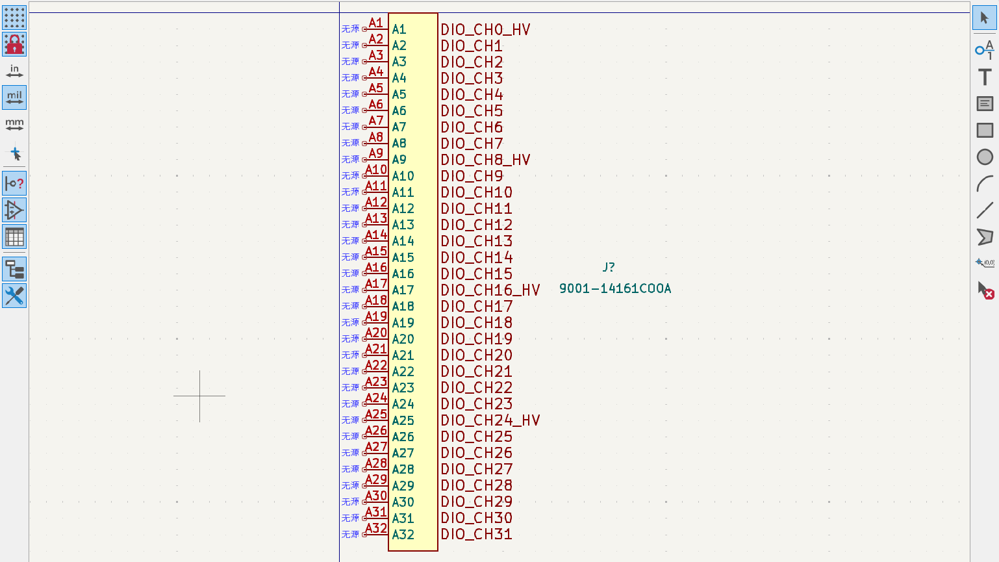 in
mil
mm
?
A
1
T
(0,0)
无源 A1 A1 DIO_CH0_HV
无源 A2 A2 DIO_CH1
无源 A3 A3 DIO_CH2
无源 A4 A4 DIO_CH3
无源 A5 A5 DIO_CH4
无源 A6 A6 DIO_CH5
无源 A7 A7 DIO_CH6
无源 A8 A8 DIO_CH7
无源 A9 A9 DIO_CH8_HV
无源 A10 A10 DIO_CH9
无源 A11 A11 DIO_CH10
无源 A12 A12 DIO_CH11
无源 A13 A13 DIO_CH12
无源 A14 A14 DIO_CH13
无源 A15 A15 DIO_CH14
无源 A16 A16 DIO_CH15
无源 A17 A17 DIO_CH16_HV
无源 A18 A18 DIO_CH17
无源 A19 A19 DIO_CH18
无源 A20 A20 DIO_CH19
无源 A21 A21 DIO_CH20
无源 A22 A22 DIO_CH21
无源 A23 A23 DIO_CH22
无源 A24 A24 DIO_CH23
无源 A25 A25 DIO_CH24_HV
无源 A26 A26 DIO_CH25
无源 A27 A27 DIO_CH26
无源 A28 A28 DIO_CH27
无源 A29 A29 DIO_CH28
无源 A30 A30 DIO_CH29
无源 A31 A31 DIO_CH30
无源 A32 A32 DIO_CH31
J?
9001-14161C00A